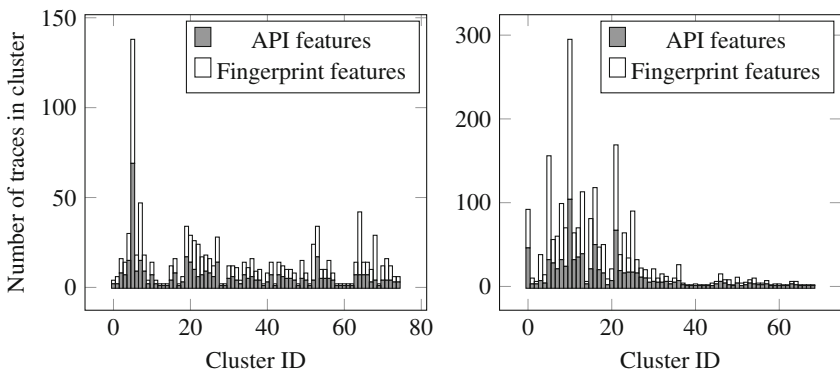 150
100
50
0
0
20
40
60
80
Cluster ID
Number of traces in cluster
API features
Fingerprint features
300
200
100
0
0
20
40
60
Cluster ID
API features
Fingerprint features